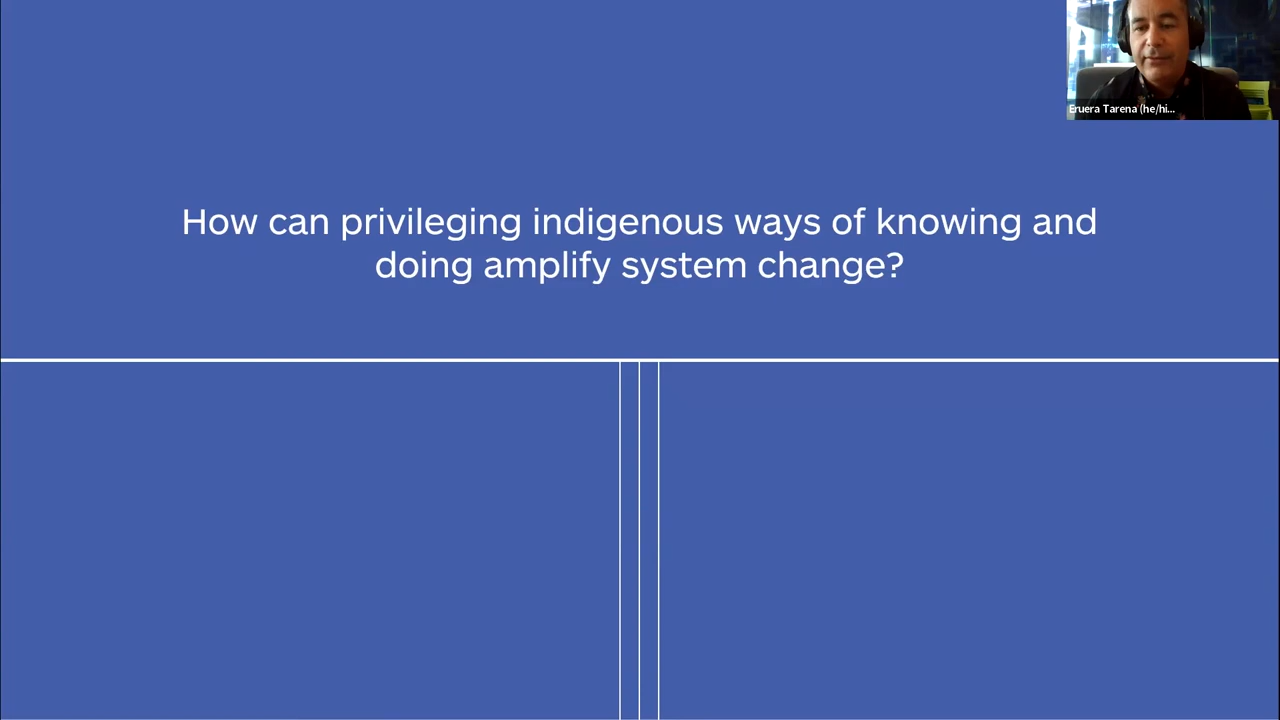 How can privileging indigenous ways of knowing and
doing amplify system change?
Eruera Tarena (he/hi...